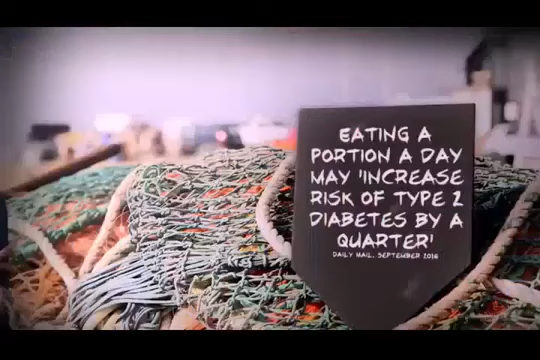 EATING A
PORTION A DAY
MAY 'INCREASE
RISK OF TYPE 2
DIABETES BY A
QUARTER'
DAILY MAIL, SEPTEMBER 2016